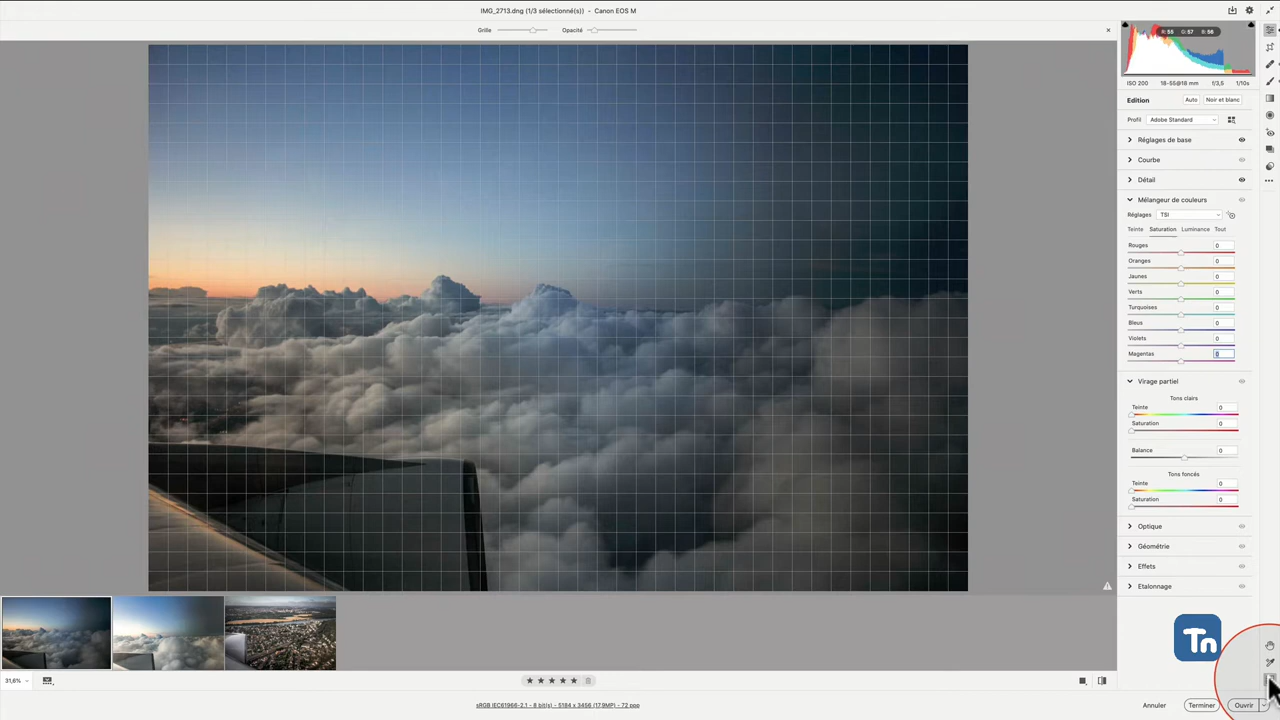 IMG_2713.dng (1/3 sélectionné(s)) - Canon EOS M
Grille
Opacité
R: 55 G: 57 B: 56
ISO 200 18-55@18 mm f/3,5 1/10s
Edition Auto Noir et blanc
Profil Adobe Standard
Réglages de base
Courbe
Détail
Mélangeur de couleurs
Réglages TSI
Teinte Saturation Luminance Tout
Rouges 0
Oranges 0
Jaunes 0
Verts 0
Turquoises 0
Bleus 0
Violets 0
Magentas 0
Virage partiel
Tons clairs
Teinte 0
Saturation 0
Balance 0
Tons foncés
Teinte 0
Saturation 0
Optique
Géométrie
Effets
Etalonnage
Tn
31,6%
sRGB IEC61966-2.1 - 8 bit(s) - 5184 x 3456 (17,9MP) - 72 ppp
Annuler Terminer Ouvrir